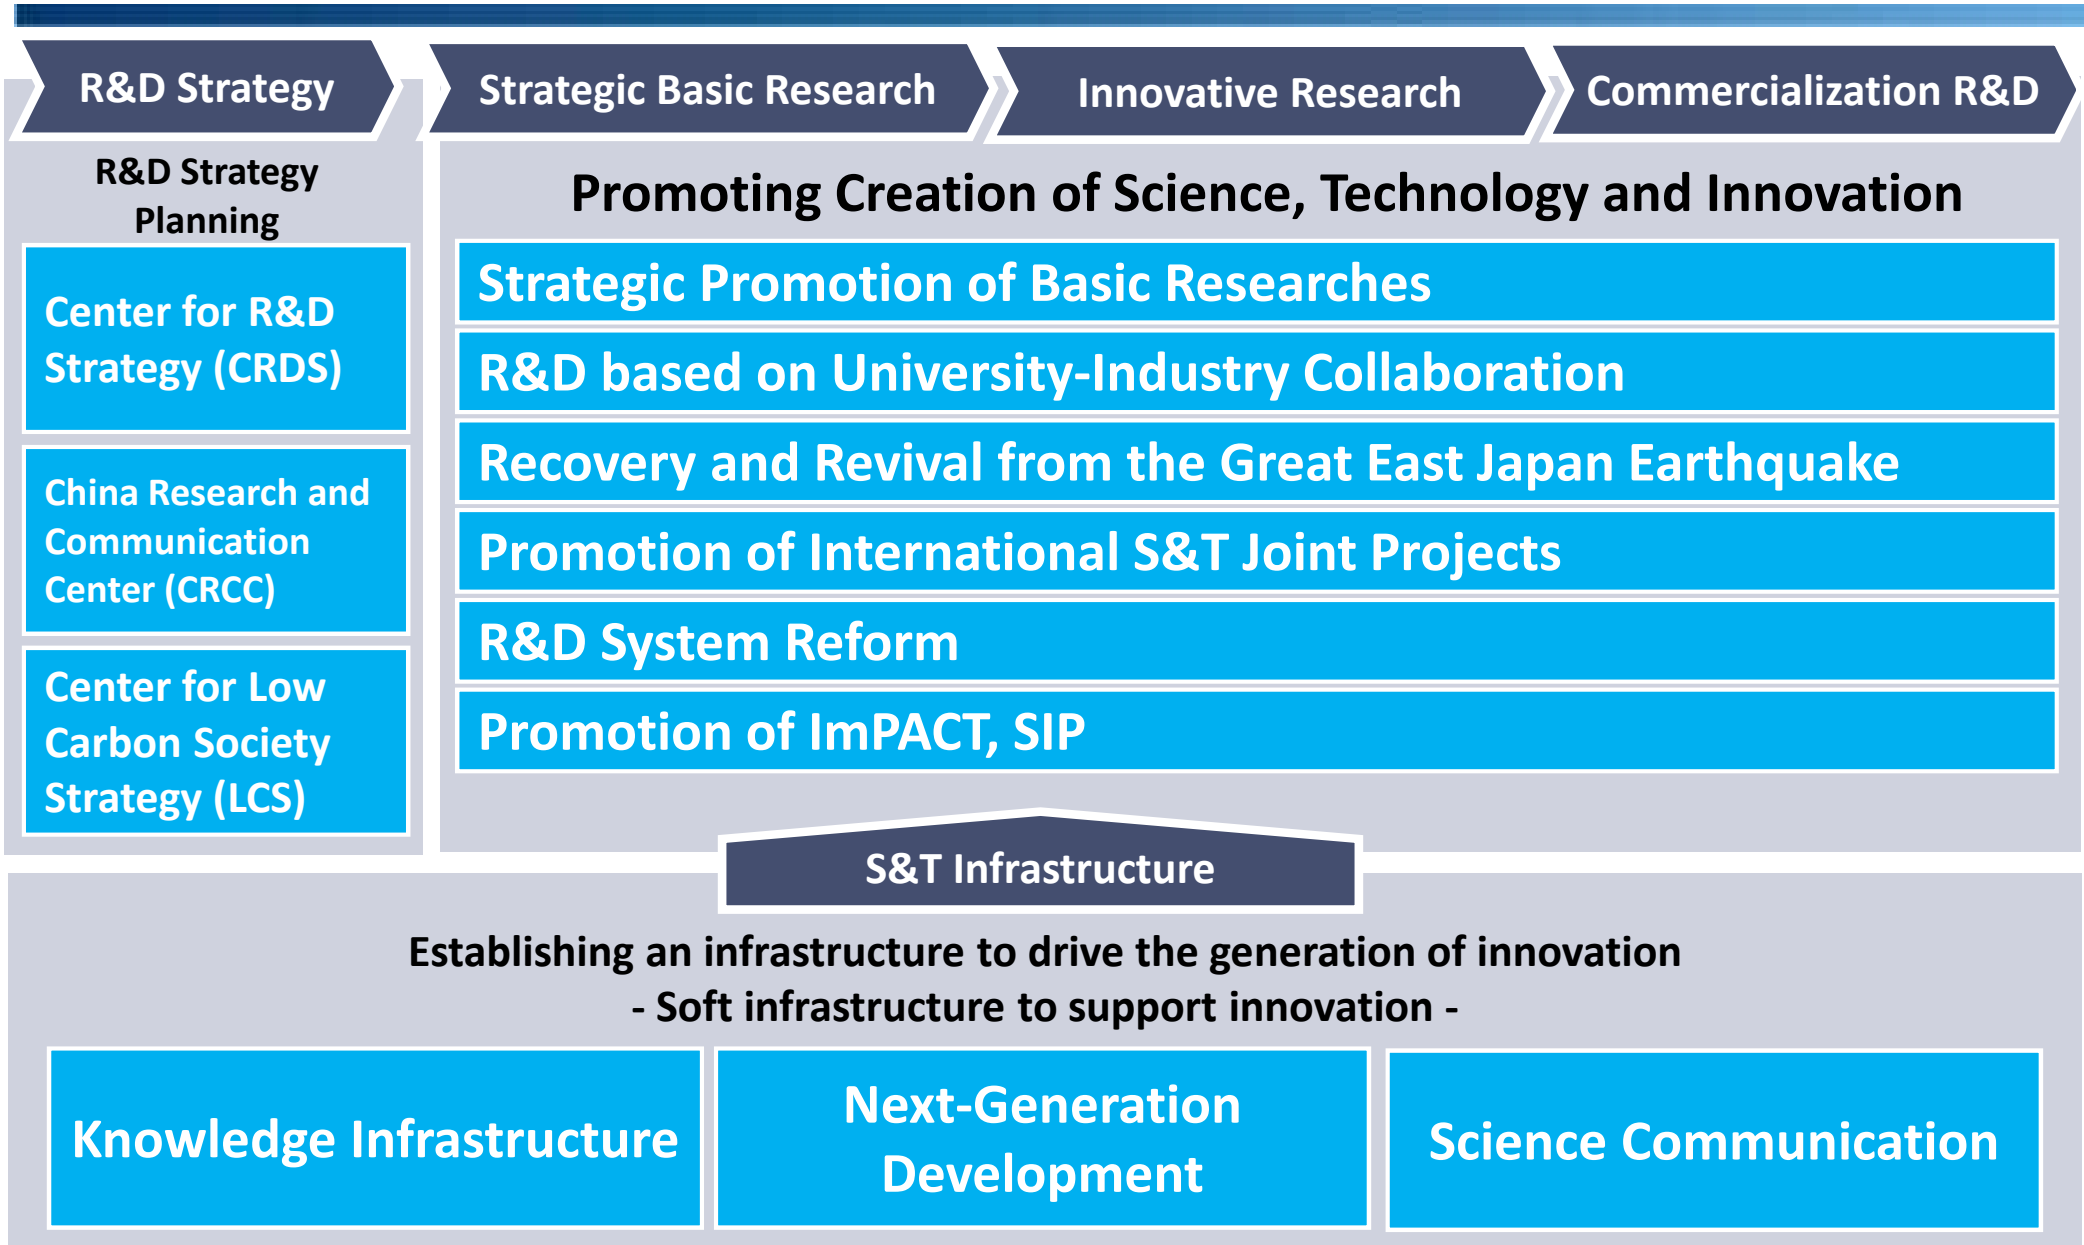 R&D Strategy
Strategic Basic Research
Innovative Research
Commercialization R&D
R&D Strategy
Planning
Center for R&D
Strategy (CRDS)
China Research and
Communication
Center (CRCC)
Center for Low
Carbon Society
Strategy (LCS)
Promoting Creation of Science, Technology and Innovation
Strategic Promotion of Basic Researches
R&D based on University-Industry Collaboration
Recovery and Revival from the Great East Japan Earthquake
Promotion of International S&T Joint Projects
R&D System Reform
Promotion of ImPACT, SIP
S&T Infrastructure
Establishing an infrastructure to drive the generation of innovation
- Soft infrastructure to support innovation -
Knowledge Infrastructure
Next-Generation
Development
Science Communication